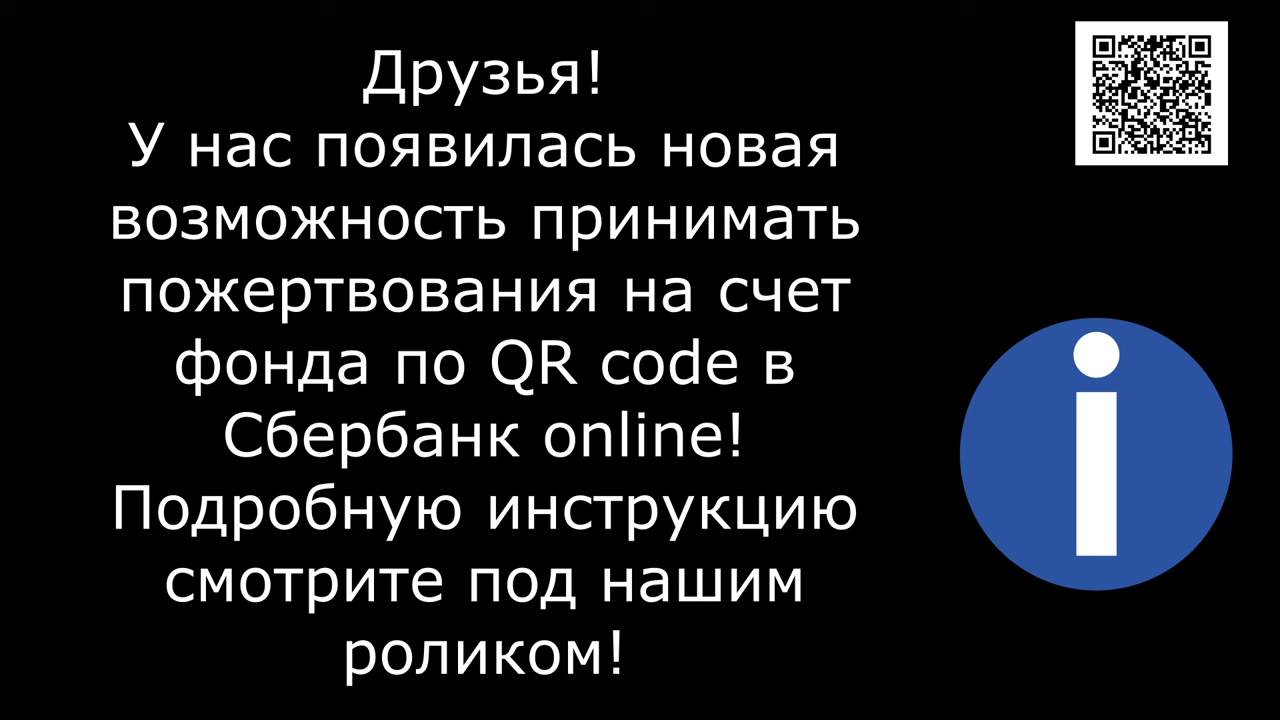 Друзья!
У нас появилась новая
возможность принимать
пожертвования на счет
фонда по QR code в
Сбербанк online!
Подробную инструкцию
смотрите под нашим
роликом!
i